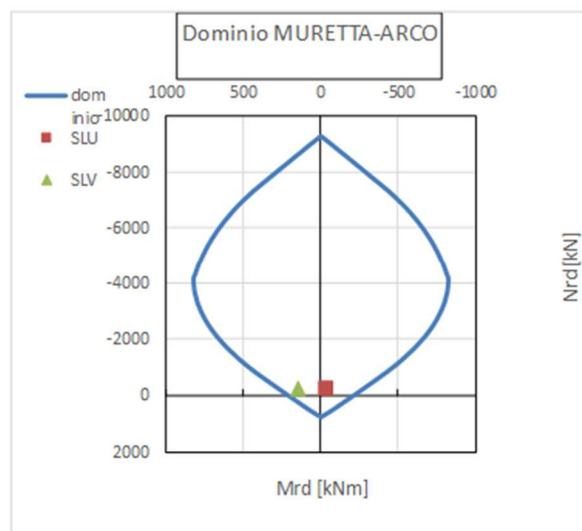 Dominio MURETTA-ARCO
1000 500 0 -500 -1000
dom
inio
SLU
SLV
-10000
-8000
-6000
-4000
-2000
0
2000
Nrd[kN]
Mrd [kNm]